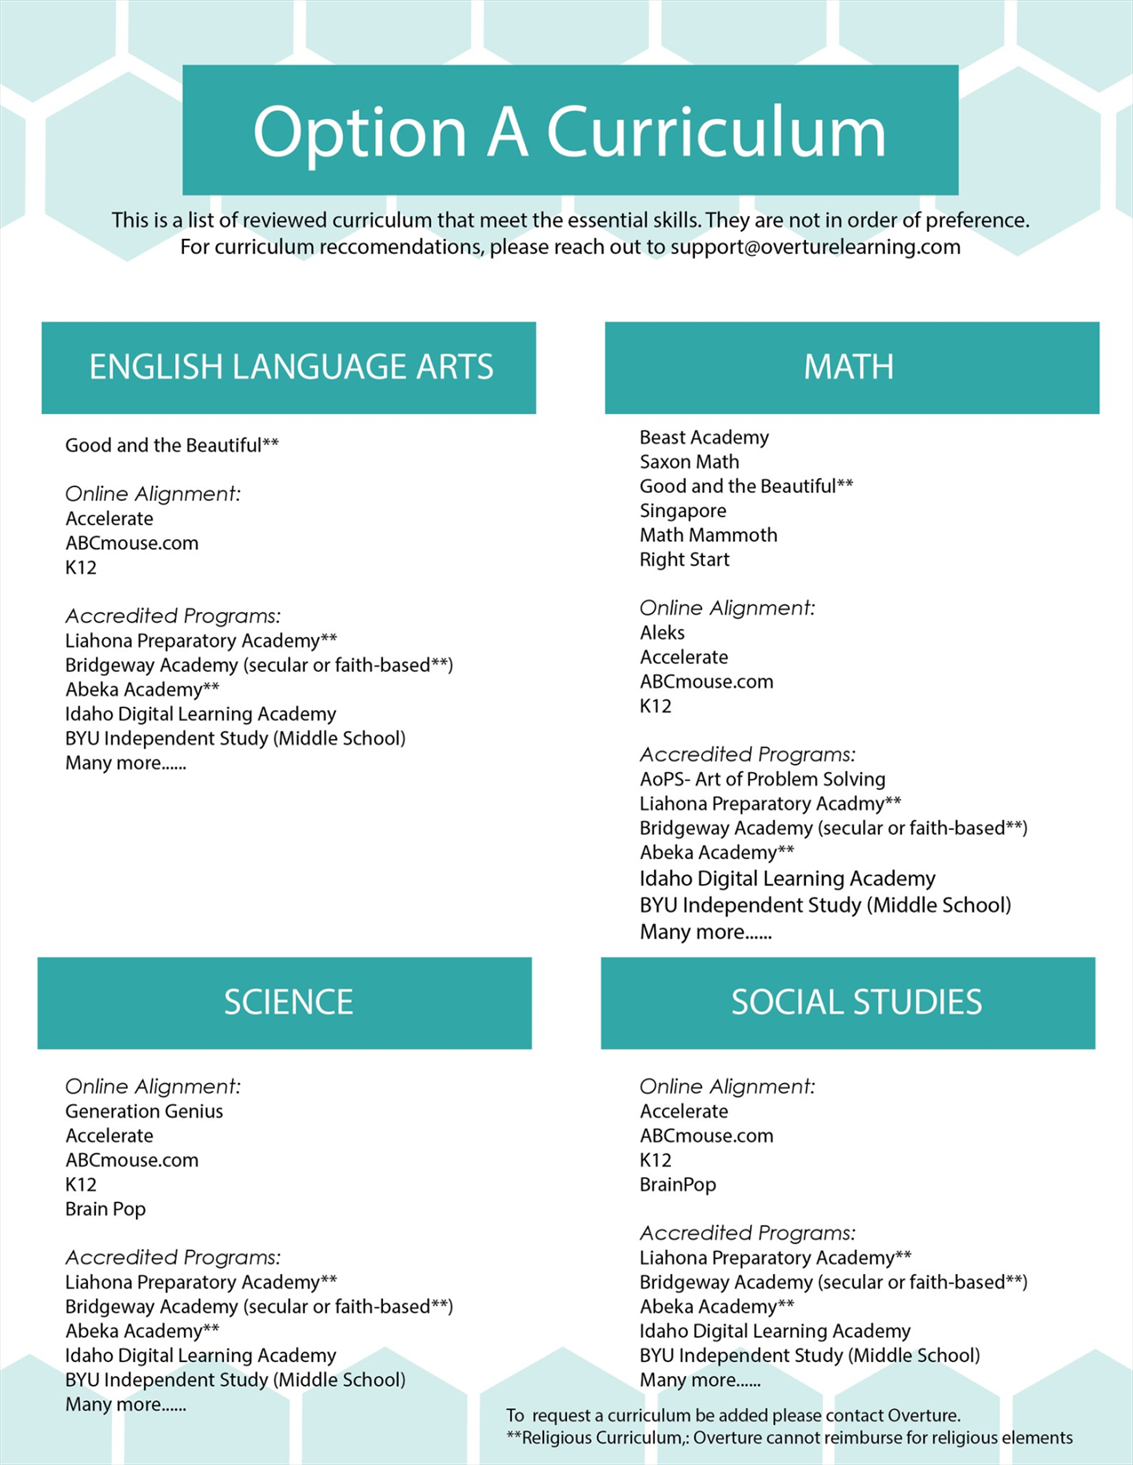 Option A Curriculum
This is a list of reviewed curriculum that meet the essential skills. They are not in order of preference.
For curriculum reccomendations, please reach out to support@overturelearning.com
ENGLISH LANGUAGE ARTS
Good and the Beautiful**
Online Alignment:
Accelerate
ABCmouse.com
K12
Accredited Programs:
Liahona Preparatory Academy**
Bridgeway Academy (secular or faith-based**)
Abeka Academy**
Idaho Digital Learning Academy
BYU Independent Study (Middle School)
Many more......
MATH
Beast Academy
Saxon Math
Good and the Beautiful**
Singapore
Math Mammoth
Right Start
Online Alignment:
Aleks
Accelerate
ABCmouse.com
K12
Accredited Programs:
AoPS- Art of Problem Solving
Liahona Preparatory Acadmy**
Bridgeway Academy (secular or faith-based**)
Abeka Academy**
Idaho Digital Learning Academy
BYU Independent Study (Middle School)
Many more......
SCIENCE
Online Alignment:
Generation Genius
Accelerate
ABCmouse.com
K12
Brain Pop
Accredited Programs:
Liahona Preparatory Academy**
Bridgeway Academy (secular or faith-based**)
Abeka Academy**
Idaho Digital Learning Academy
BYU Independent Study (Middle School)
Many more......
SOCIAL STUDIES
Online Alignment:
Accelerate
ABCmouse.com
K12
BrainPop
Accredited Programs:
Liahona Preparatory Academy**
Bridgeway Academy (secular or faith-based**)
Abeka Academy**
Idaho Digital Learning Academy
BYU Independent Study (Middle School)
Many more......
To request a curriculum be added please contact Overture.
**Religious Curriculum,: Overture cannot reimburse for religious elements